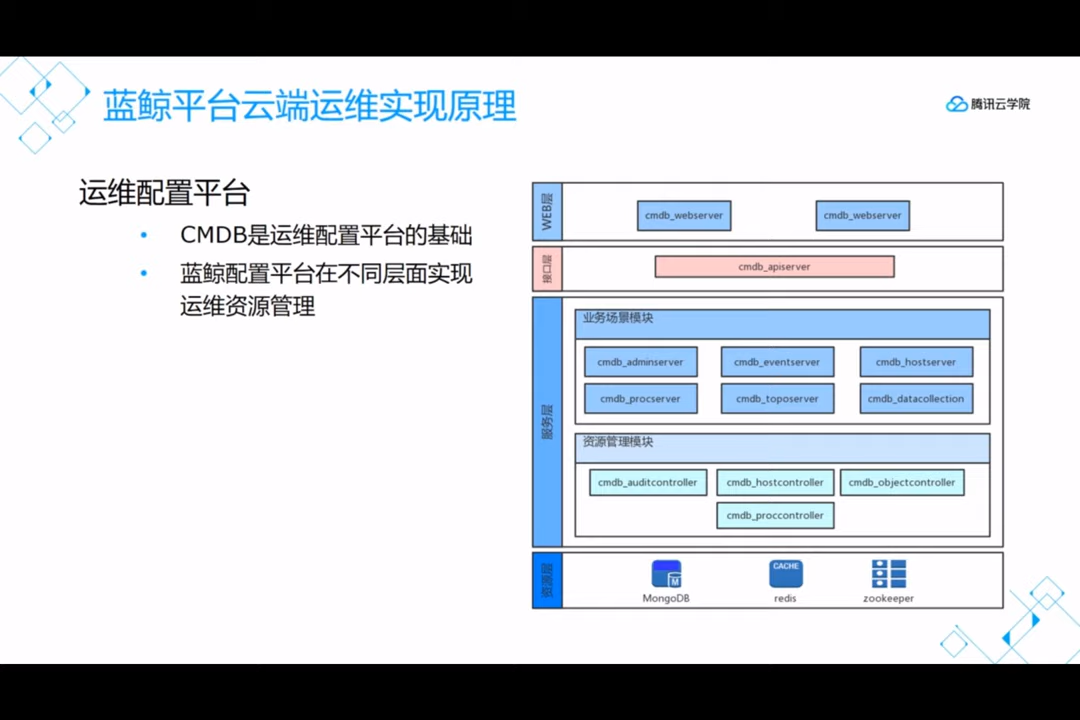 蓝鲸平台云端运维实现原理
腾讯云学院
运维配置平台
CMDB是运维配置平台的基础
蓝鲸配置平台在不同层面实现
运维资源管理
WEB层
cmdb_webserver
cmdb_webserver
接口层
cmdb_apiserver
服务层
业务场景模块
cmdb_adminserver
cmdb_eventserver
cmdb_hostserver
cmdb_procserver
cmdb_toposerver
cmdb_datacollection
资源管理模块
cmdb_auditcontroller
cmdb_hostcontroller
cmdb_objectcontroller
cmdb_proccontroller
资源层
M
CACHE
MongoDB
redis
zookeeper